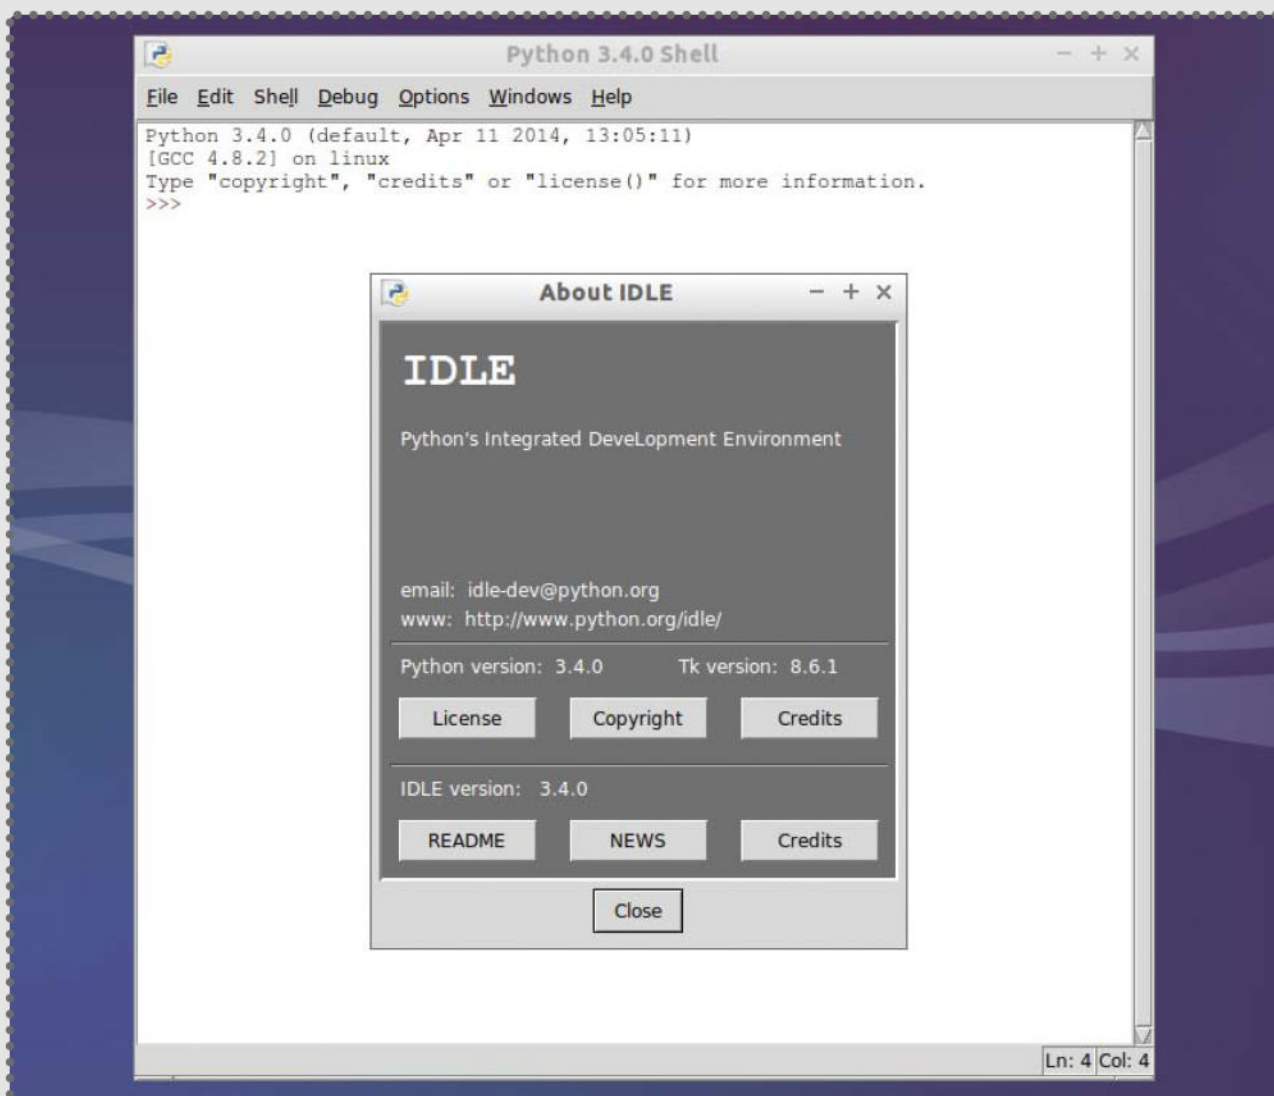 Python 3.4.0 Shell
File Edit Shell Debug Options Windows Help
Python 3.4.0 (default, Apr 11 2014, 13:05:11)
[GCC 4.8.2] on linux
Type "copyright", "credits" or "license()" for more information.
>>>
About IDLE
IDLE
Python's Integrated DeveLopment Environment
email: idle-dev@python.org
www: http://www.python.org/idle/
Python version: 3.4.0 Tk version: 8.6.1
License Copyright Credits
IDLE version: 3.4.0
README NEWS Credits
Close
Ln: 4 Col: 4